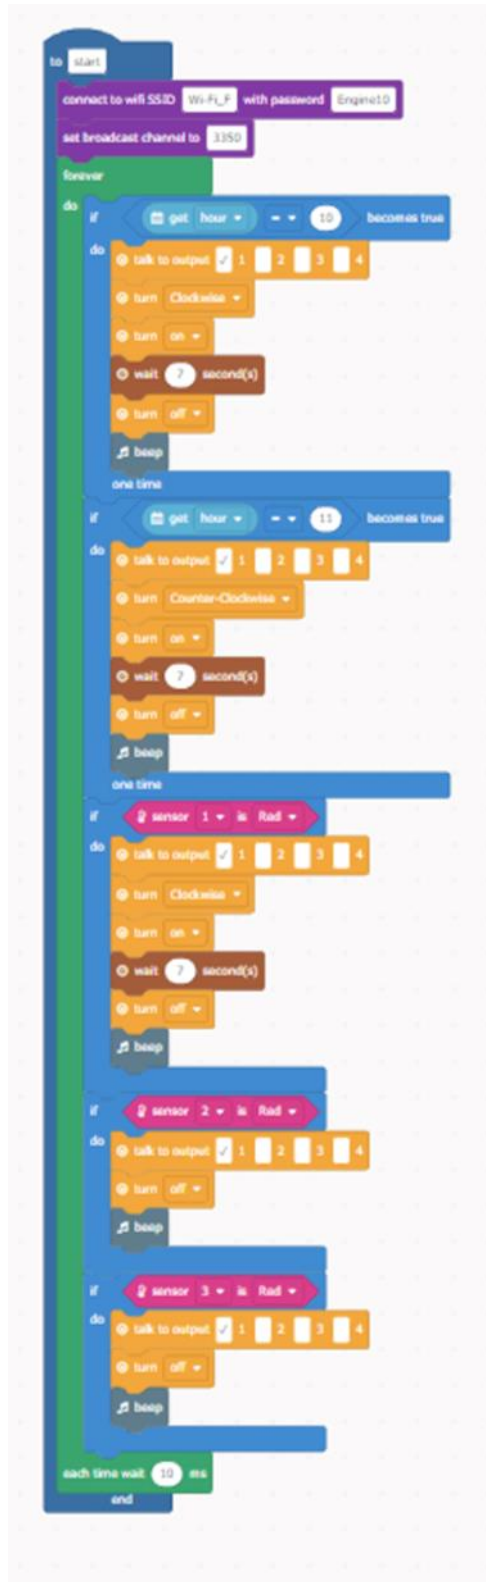 to start
connect to wifi SSID Wi-Fi_F with password Engine10
set broadcast channel to 3350
forever
do
if get hour = 10 becomes true
do talk to output ✓ 1 2 3 4
turn Clockwise
turn on
wait 7 second(s)
turn off
beep
one time
if get hour = 11 becomes true
do talk to output ✓ 1 2 3 4
turn Counter-Clockwise
turn on
wait 7 second(s)
turn off
beep
one time
if sensor 1 is Red
do talk to output ✓ 1 2 3 4
turn Clockwise
turn on
wait 7 second(s)
turn off
beep
if sensor 2 is Red
do talk to output ✓ 1 2 3 4
turn off
beep
if sensor 3 is Red
do talk to output ✓ 1 2 3 4
turn off
beep
each time wait 10 ms
end